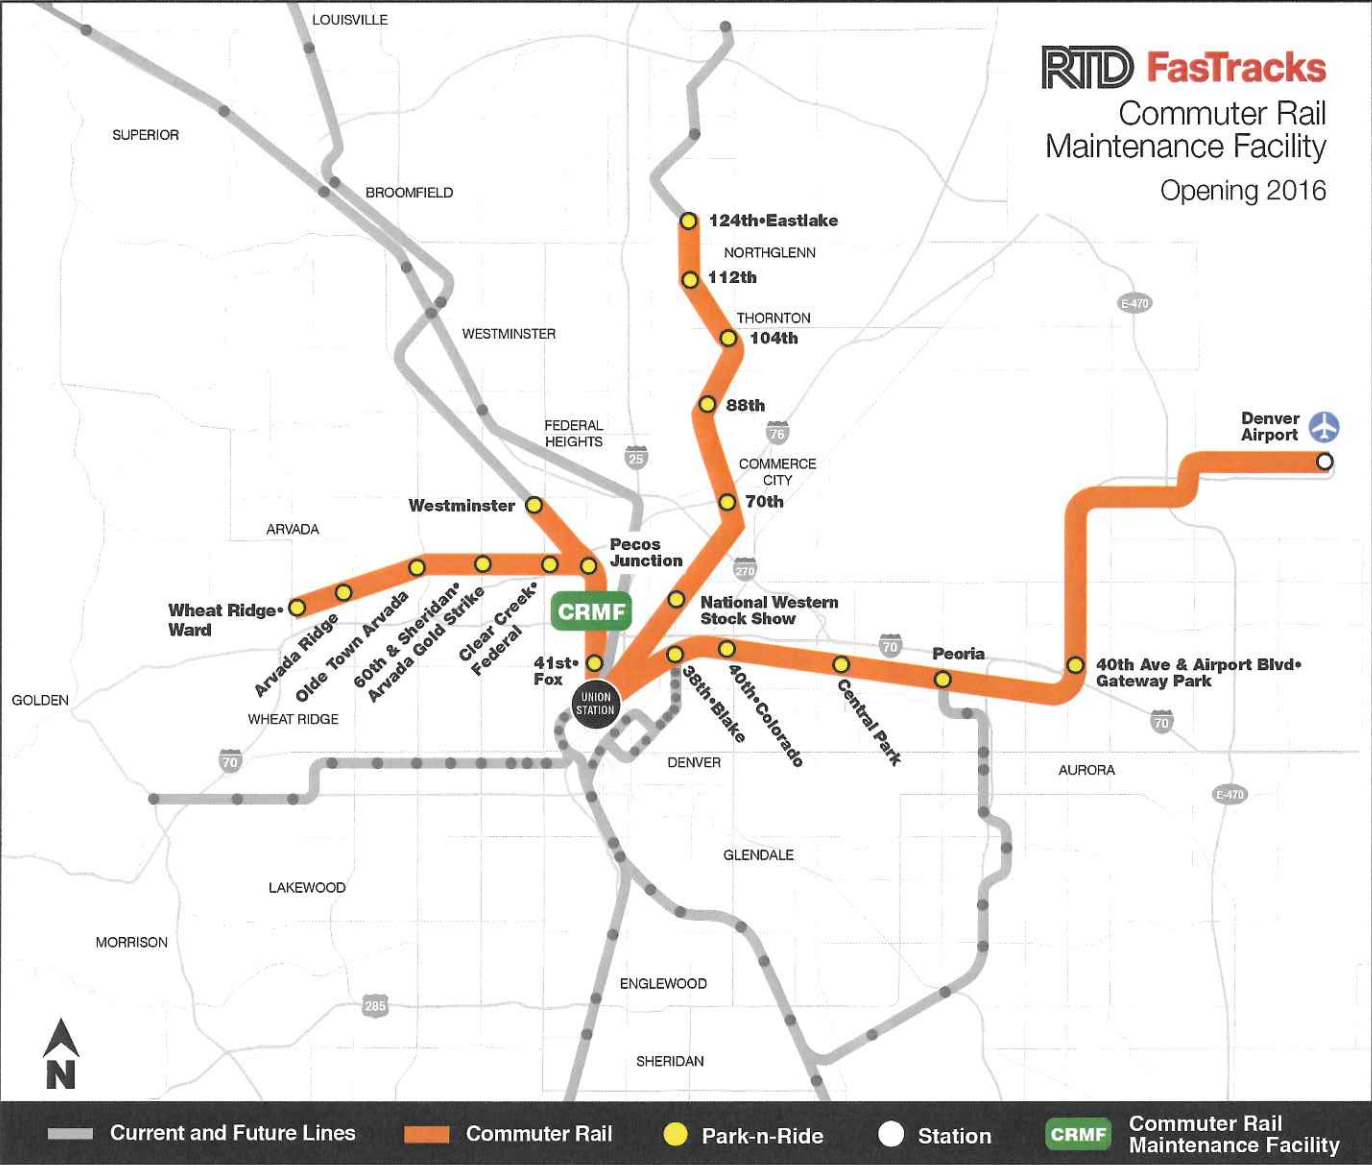 LOUISVILLE
RTD FasTracks
Commuter Rail
Maintenance Facility
Opening 2016
SUPERIOR
BROOMFIELD
124th•Eastlake
NORTHGLENN
112th
E-470
THORNTON
104th
WESTMINSTER
88th
FEDERAL
HEIGHTS
76
25
Denver
Airport
COMMERCE
CITY
70th
Westminster
ARVADA
Pecos
Junction
270
Wheat Ridge•
Ward
Arvada Ridge
Olde Town Arvada
60th & Sheridan•
Arvada Gold Strike
Clear Creek•
Federal
CRMF
National Western
Stock Show
70
41st•
Fox
Peoria
40th Ave & Airport Blvd•
Gateway Park
UNION
STATION
38th•Blake
40th•Colorado
Central Park
GOLDEN
WHEAT RIDGE
70
70
DENVER
AURORA
E-470
GLENDALE
LAKEWOOD
MORRISON
ENGLEWOOD
285
SHERIDAN
N
Current and Future Lines
Commuter Rail
Park-n-Ride
Station
CRMF
Commuter Rail
Maintenance Facility